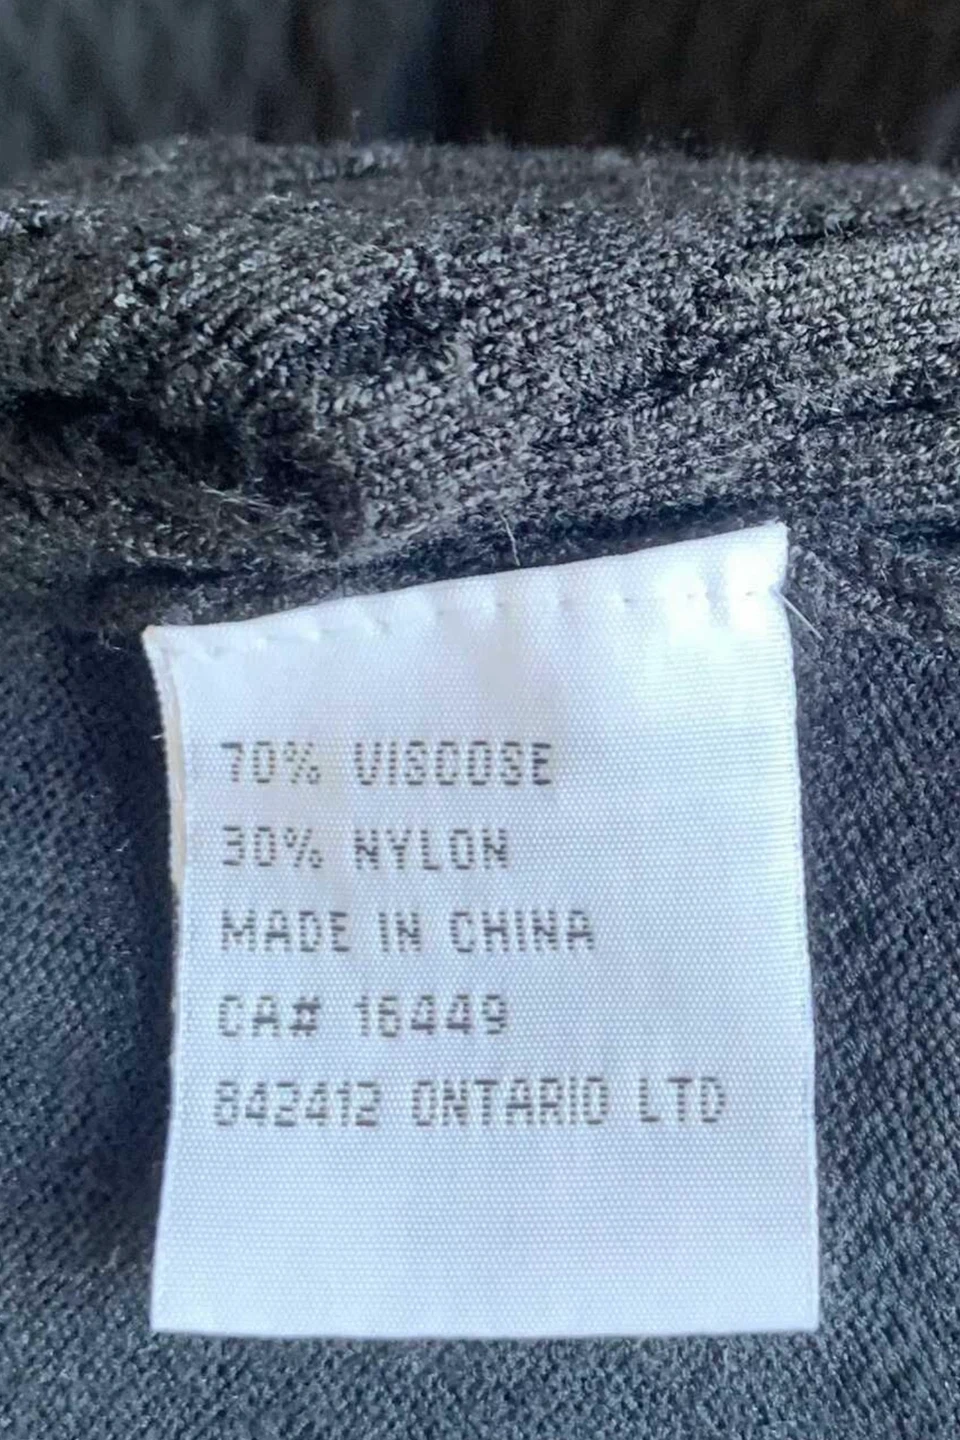 70% VISCOSE
30% NYLON
MADE IN CHINA
CA# 16449
842412 ONTARIO LTD